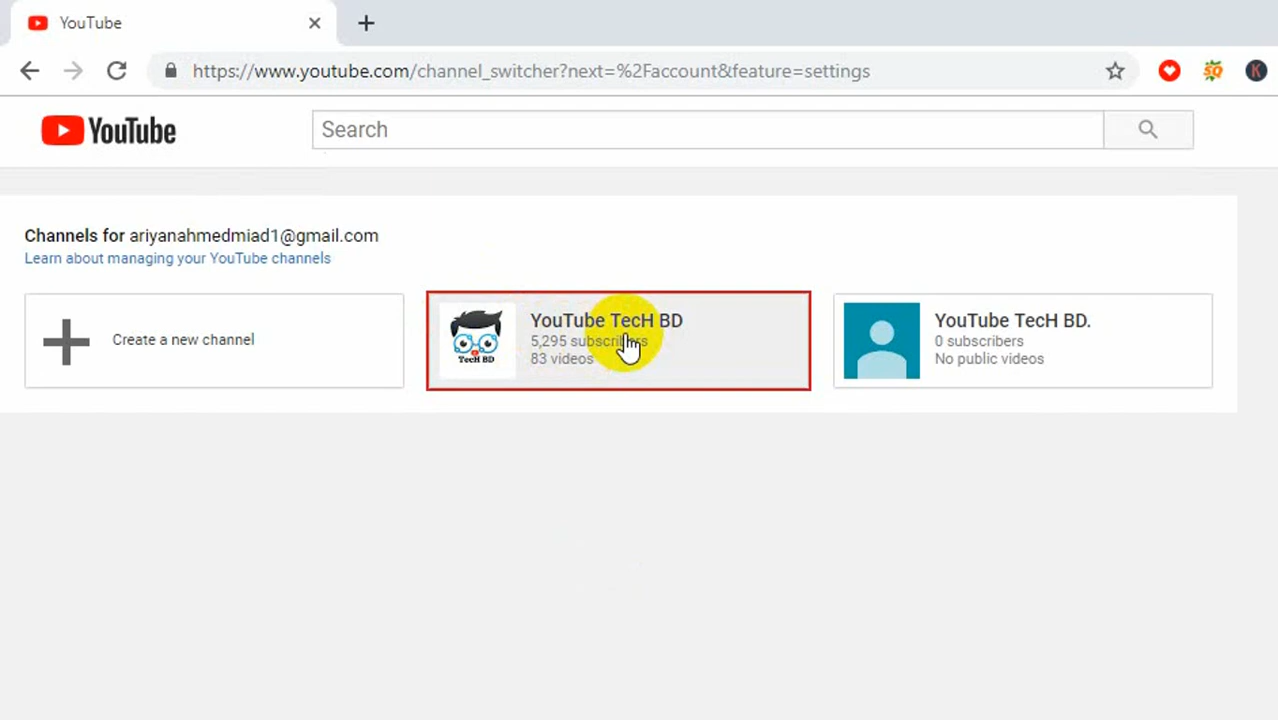 YouTube
https://www.youtube.com/channel_switcher?next=%2Faccount&feature=settings
SQ
K
YouTube
Search
Channels for ariyanahmedmiad1@gmail.com
Learn about managing your YouTube channels
Create a new channel
TecH BD
YouTube TecH BD
5,295 subscribers
83 videos
YouTube TecH BD.
0 subscribers
No public videos